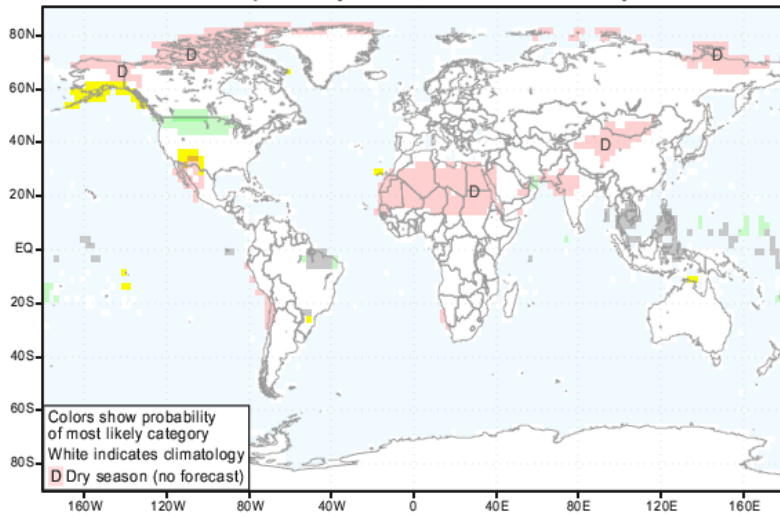 80N
60N
40N
20N
EQ
20S
40S
60S
80S
D
D
D
D
D
D
Colors show probability
of most likely category
White indicates climatology
D Dry season (no forecast)
160W 120W 80W 40W 0 40E 80E 120E 160E